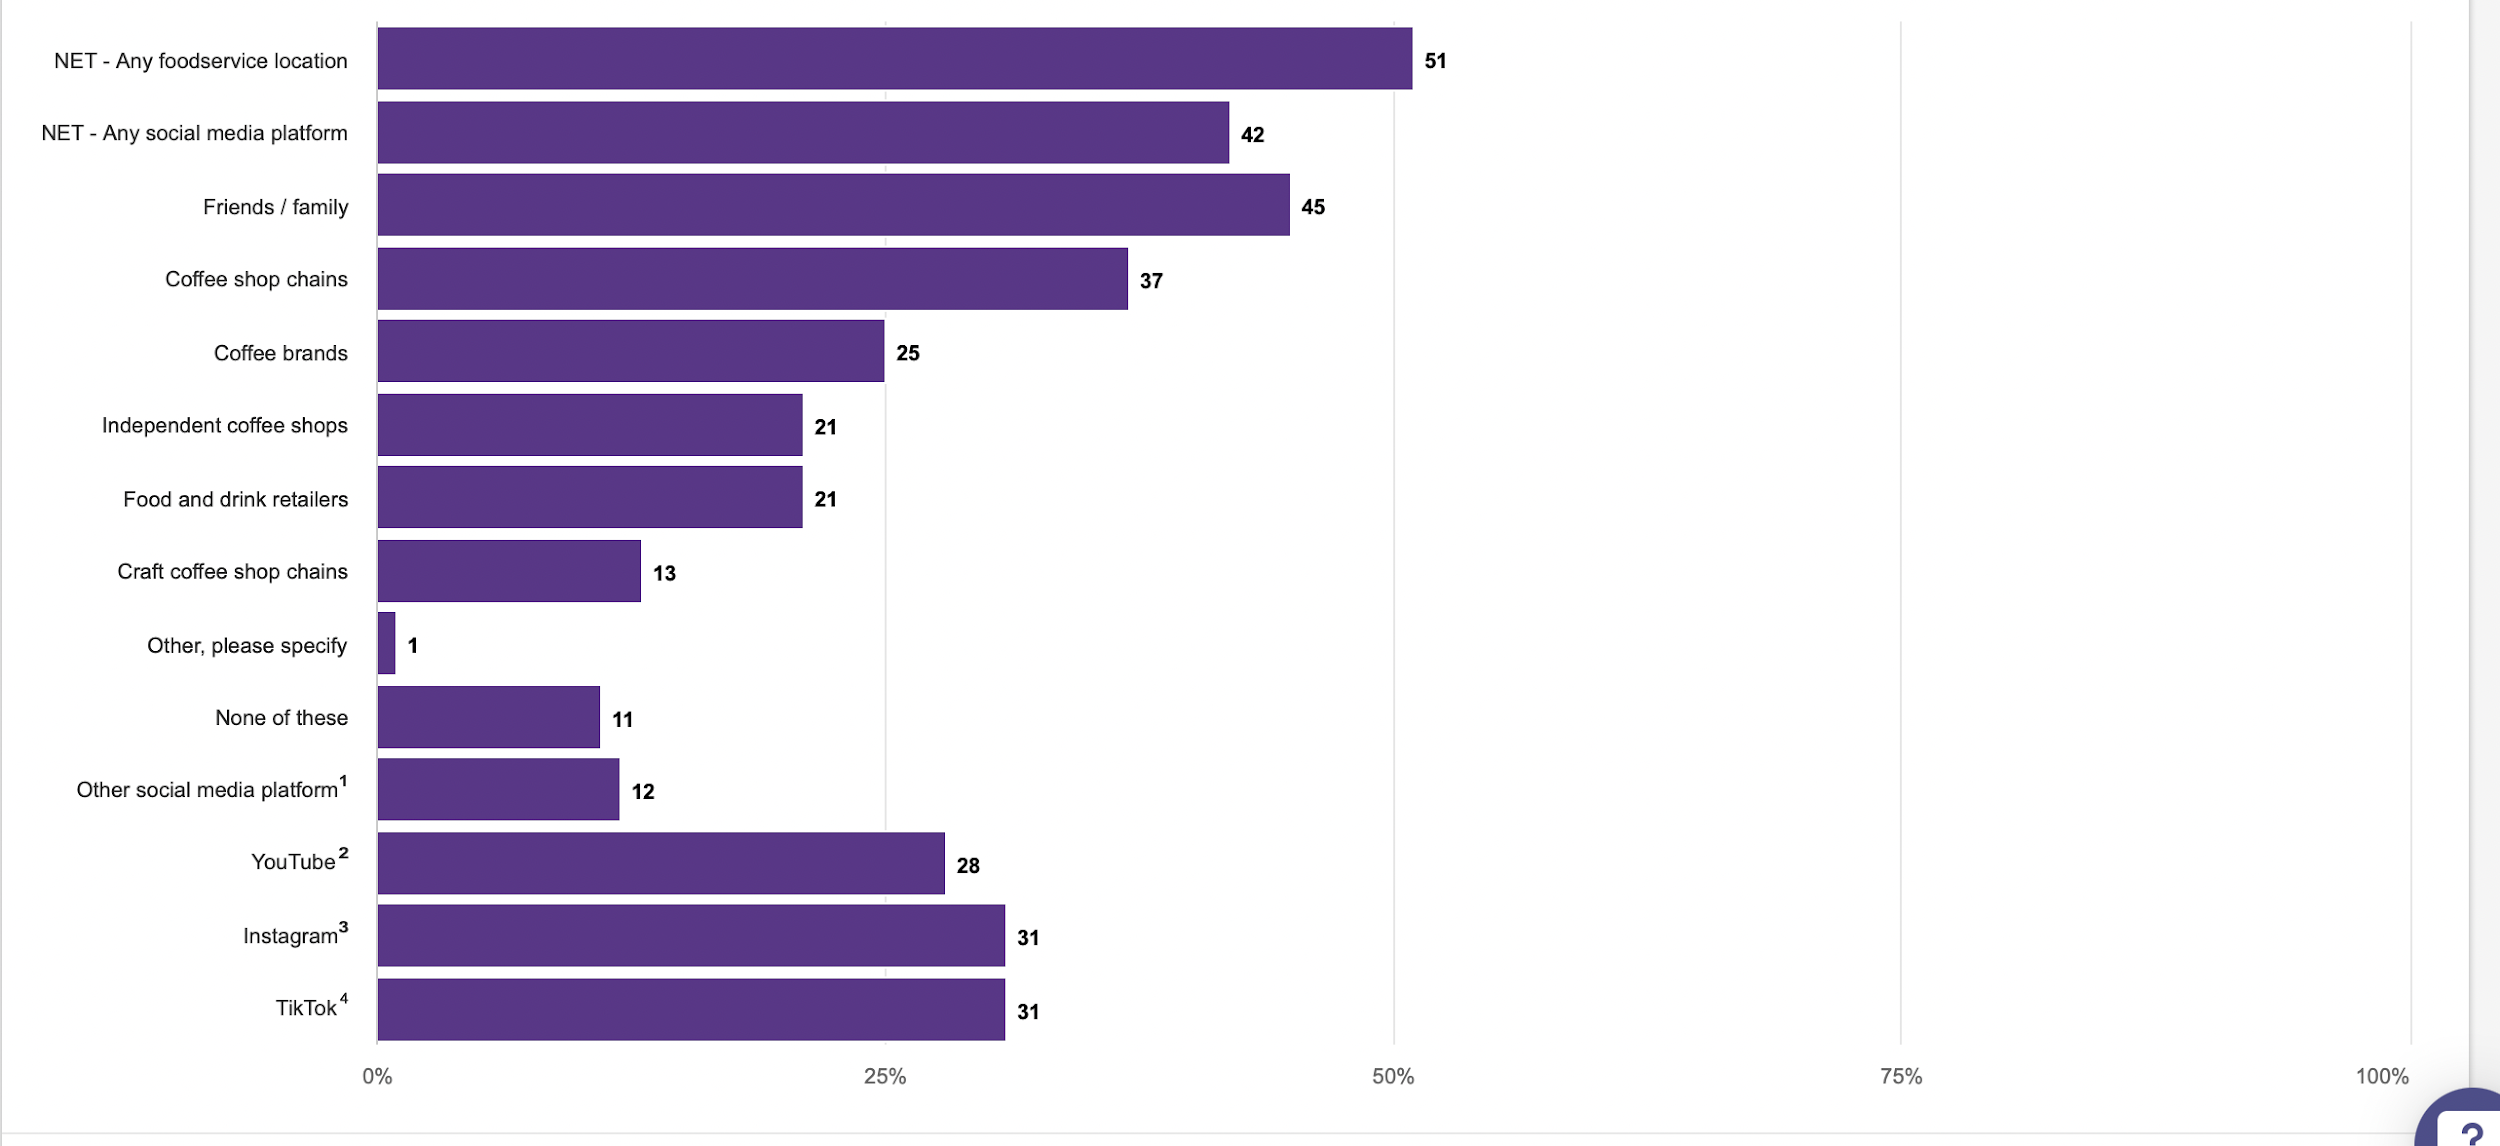 NET - Any foodservice location 51
NET - Any social media platform 42
Friends / family 45
Coffee shop chains 37
Coffee brands 25
Independent coffee shops 21
Food and drink retailers 21
Craft coffee shop chains 13
Other, please specify 1
None of these 11
Other social media platform¹ 12
YouTube² 28
Instagram³ 31
TikTok⁴ 31
0% 25% 50% 75% 100%
?